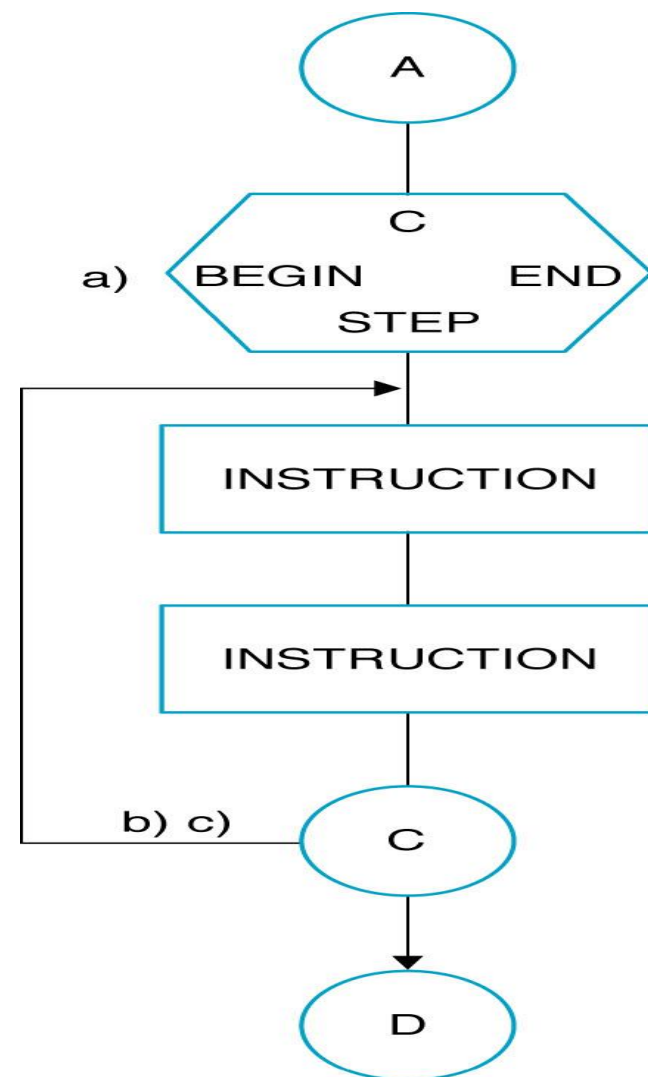 A
C
a) BEGIN END
STEP
INSTRUCTION
INSTRUCTION
b) c)
C
D